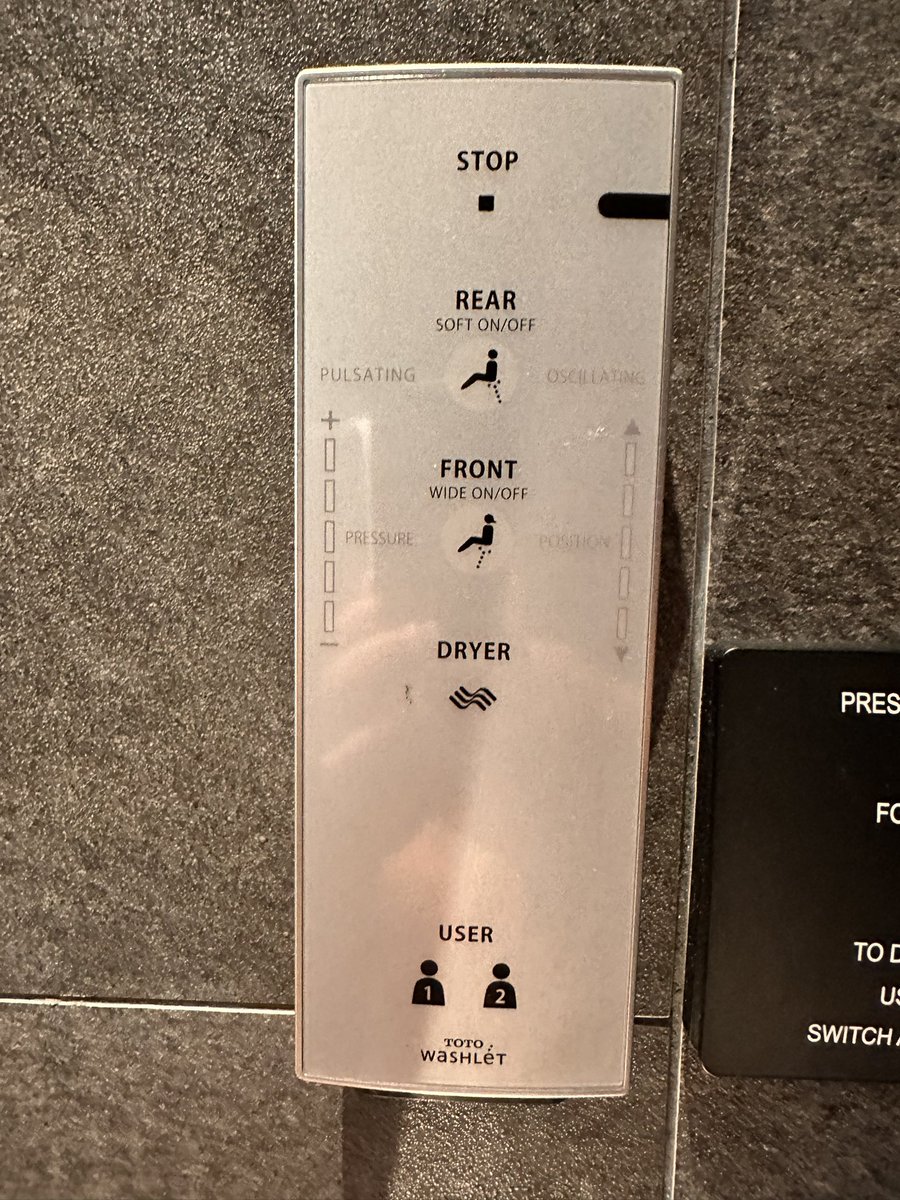 STOP
REAR
SOFT ON/OFF
PULSATING
OSCILLATING
+
FRONT
WIDE ON/OFF
PRESSURE
POSITION
−
DRYER
USER
1 2
TOTO
WASHLET
PRES
FO
TO D
US
SWITCH A